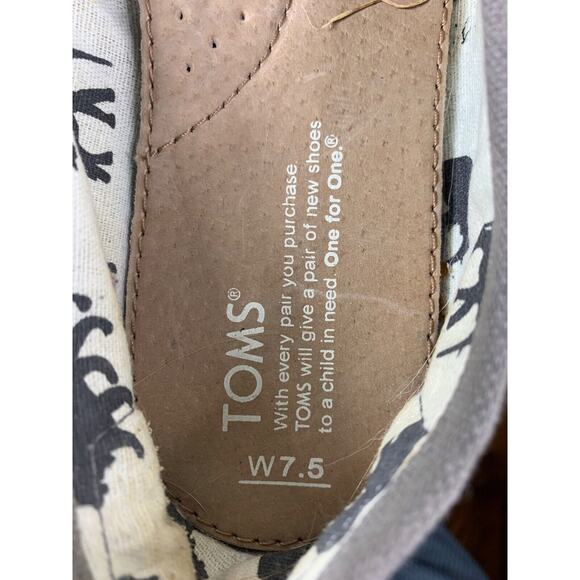 TOMS®
With every pair you purchase
TOMS will give a pair of new shoes
to a child in need. One for One.®
W7.5